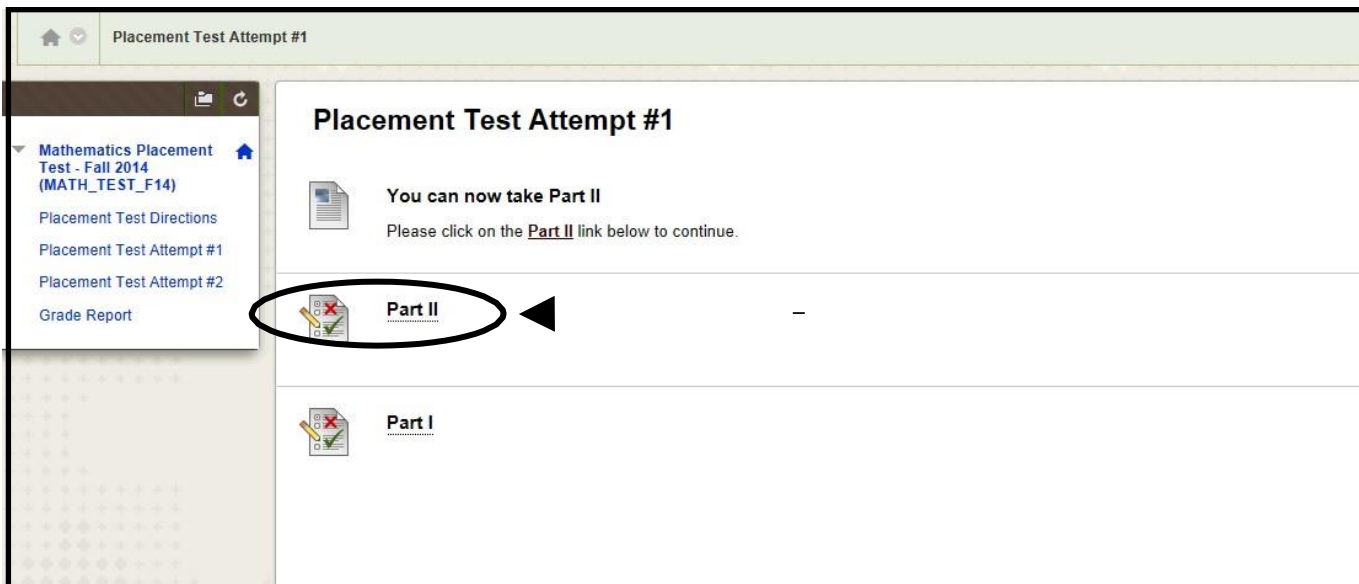 Placement Test Attempt #1
Mathematics Placement
Test - Fall 2014
(MATH_TEST_F14)
Placement Test Directions
Placement Test Attempt #1
Placement Test Attempt #2
Grade Report
Placement Test Attempt #1
You can now take Part II
Please click on the Part II link below to continue.
Part II
–
Part I